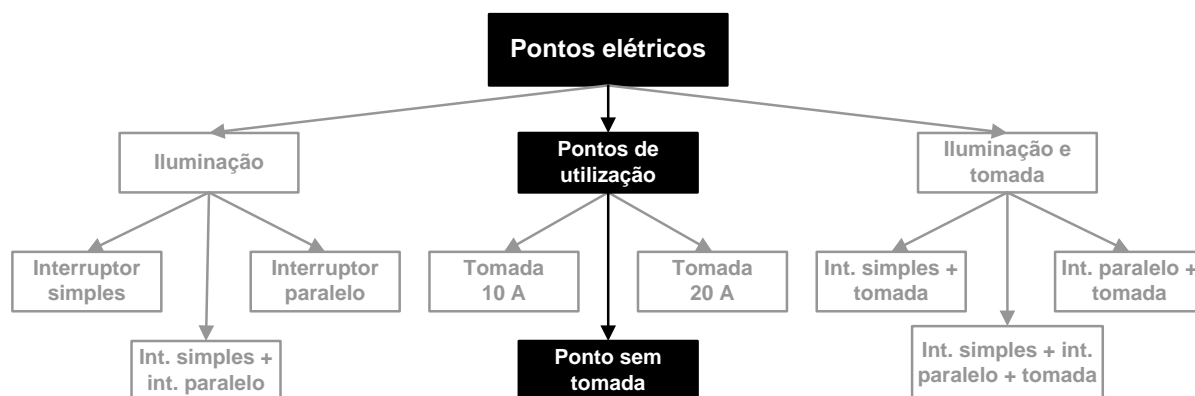 Pontos elétricos
Iluminação
Pontos de
utilização
Iluminação e
tomada
Interruptor
simples
Interruptor
paralelo
Tomada
10 A
Tomada
20 A
Int. simples +
tomada
Int. paralelo +
tomada
Int. simples +
int. paralelo
Ponto sem
tomada
Int. simples + int.
paralelo + tomada